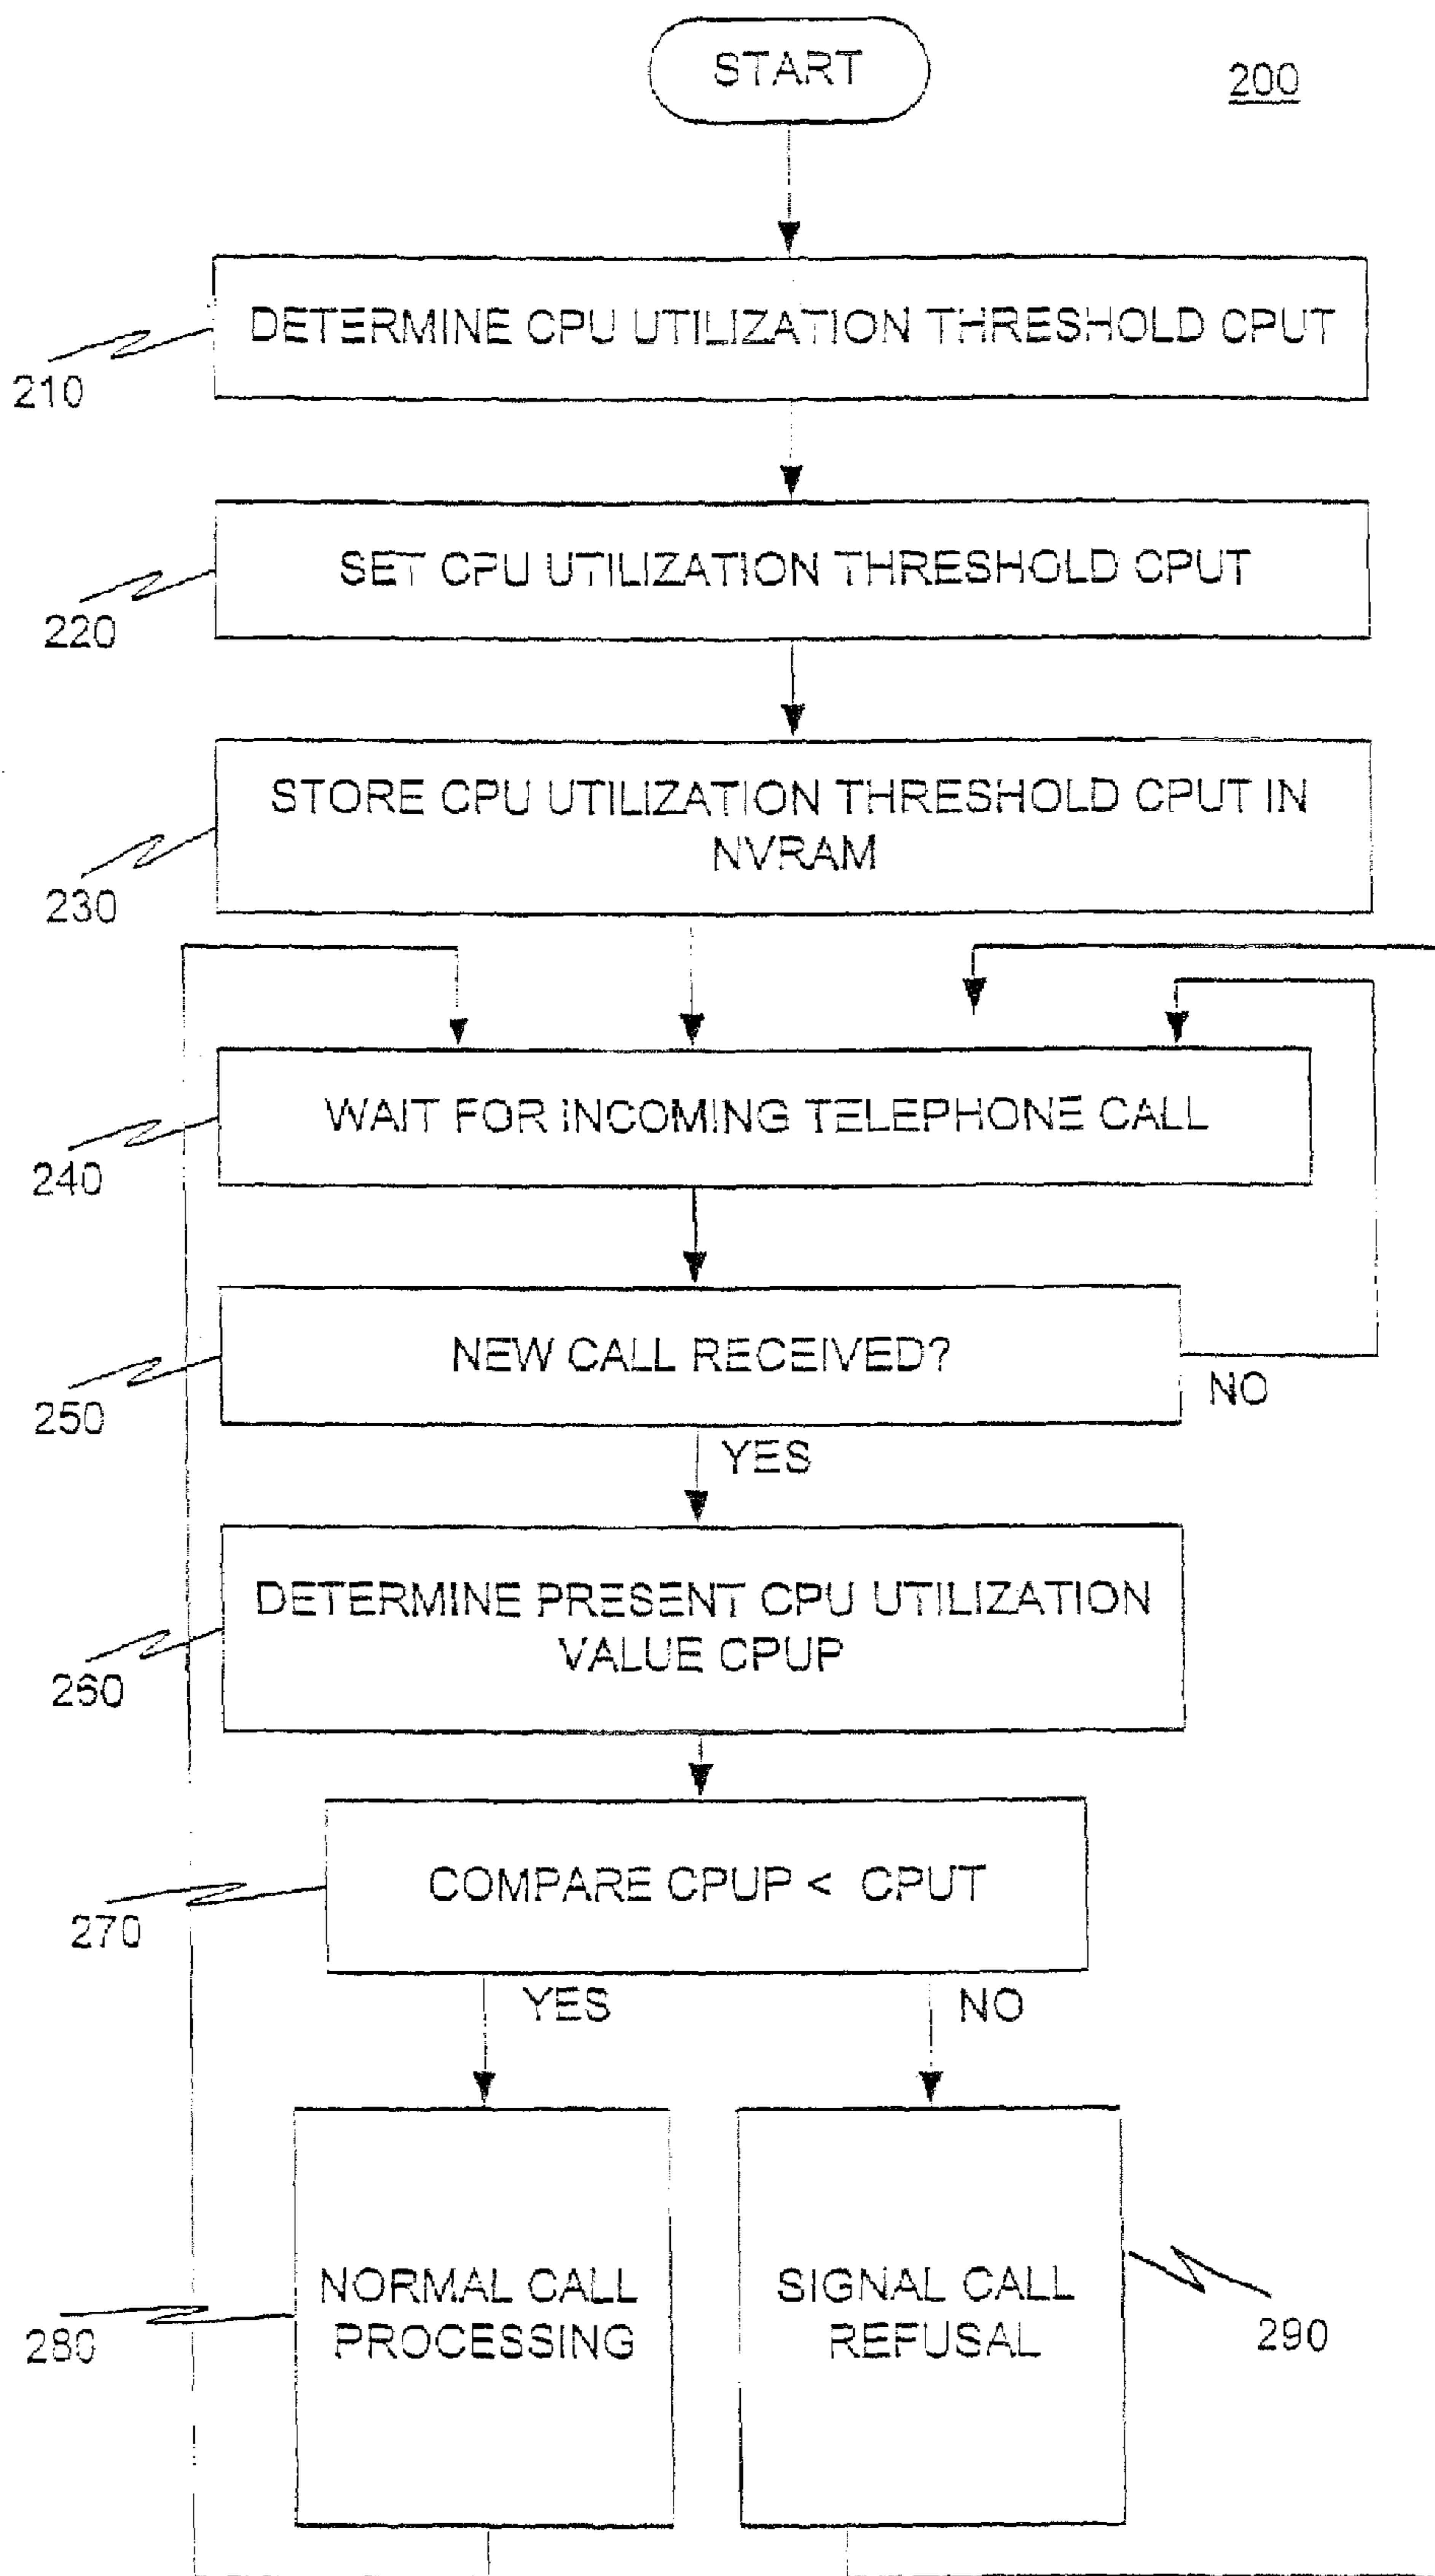 START
200
DETERMINE CPU UTILIZATION THRESHOLD CPUT
210
SET CPU UTILIZATION THRESHOLD CPUT
220
STORE CPU UTILIZATION THRESHOLD CPUT IN
NVRAM
230
WAIT FOR INCOMING TELEPHONE CALL
240
NEW CALL RECEIVED?
250
NO
YES
DETERMINE PRESENT CPU UTILIZATION
VALUE CPUP
260
COMPARE CPUP < CPUT
270
YES
NO
NORMAL CALL
PROCESSING
280
SIGNAL CALL
REFUSAL
290